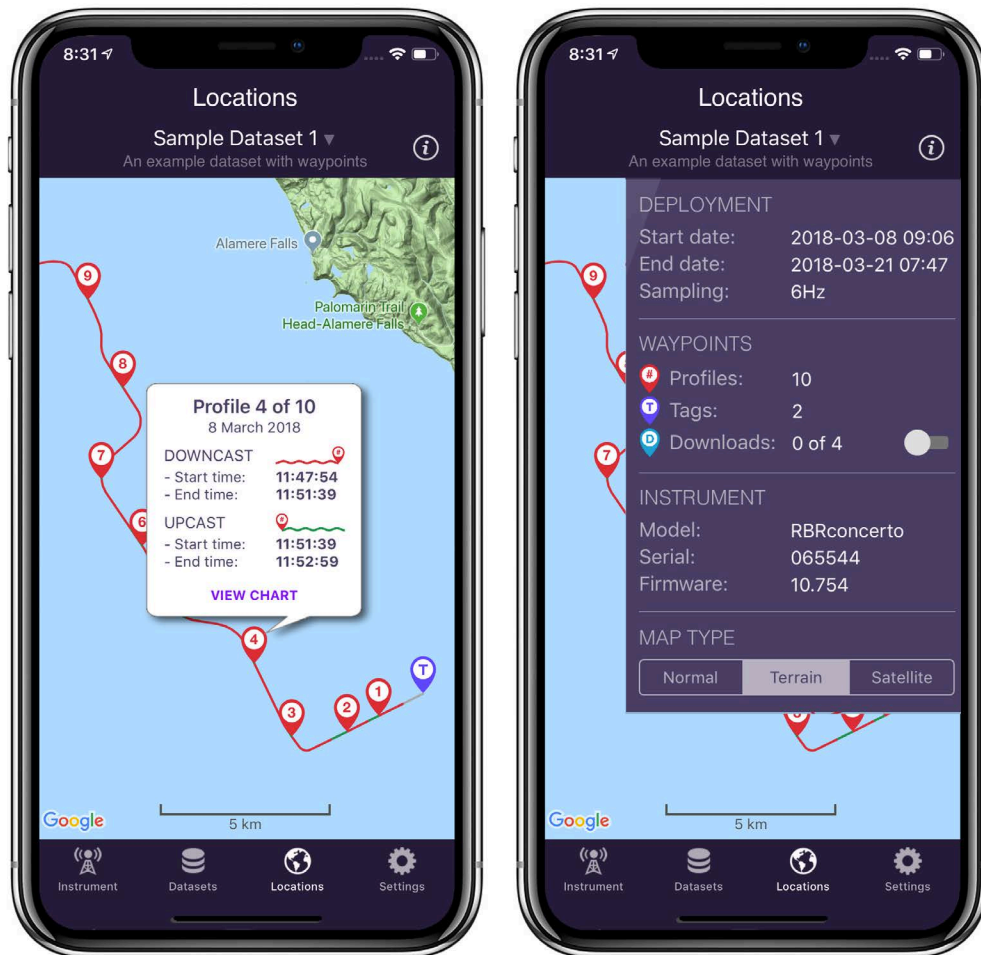 8:31
Locations
Sample Dataset 1
An example dataset with waypoints
Alamere Falls
Palomarin Trail
Head-Alamere Falls
9
8
7
6
Profile 4 of 10
8 March 2018
DOWNCAST #
- Start time: 11:47:54
- End time: 11:51:39
UPCAST #
- Start time: 11:51:39
- End time: 11:52:59
VIEW CHART
4
T
1
2
3
Google
5 km
Instrument Datasets Locations Settings
8:31
Locations
Sample Dataset 1
An example dataset with waypoints
DEPLOYMENT
Start date: 2018-03-08 09:06
End date: 2018-03-21 07:47
Sampling: 6Hz
9
WAYPOINTS
# Profiles: 10
T Tags: 2
D Downloads: 0 of 4
7
INSTRUMENT
Model: RBRconcerto
Serial: 065544
Firmware: 10.754
MAP TYPE
Normal Terrain Satellite
Google
5 km
Instrument Datasets Locations Settings